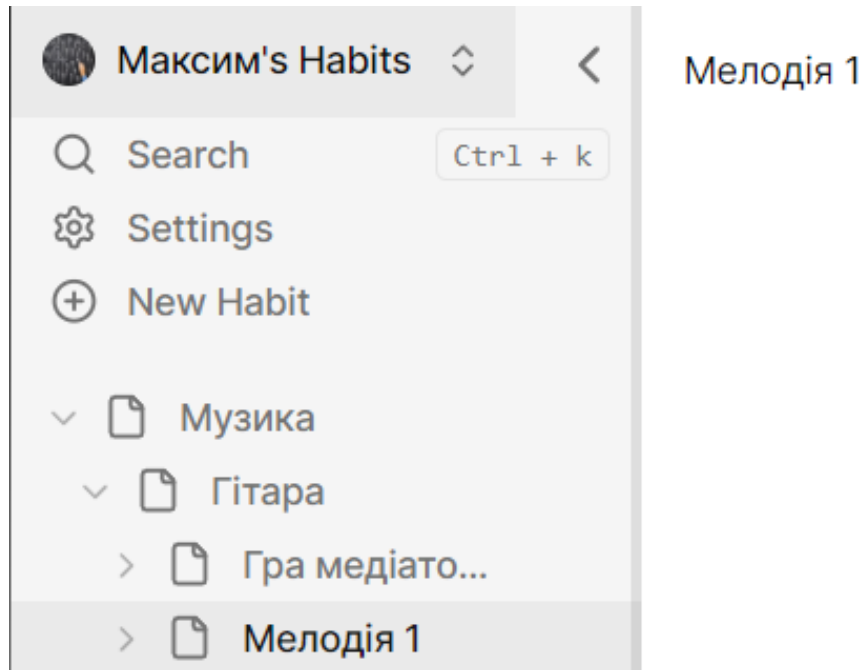 Максим's Habits
Мелодія 1
Search
Ctrl + k
Settings
New Habit
Музика
Гітара
Гра медіато...
Мелодія 1